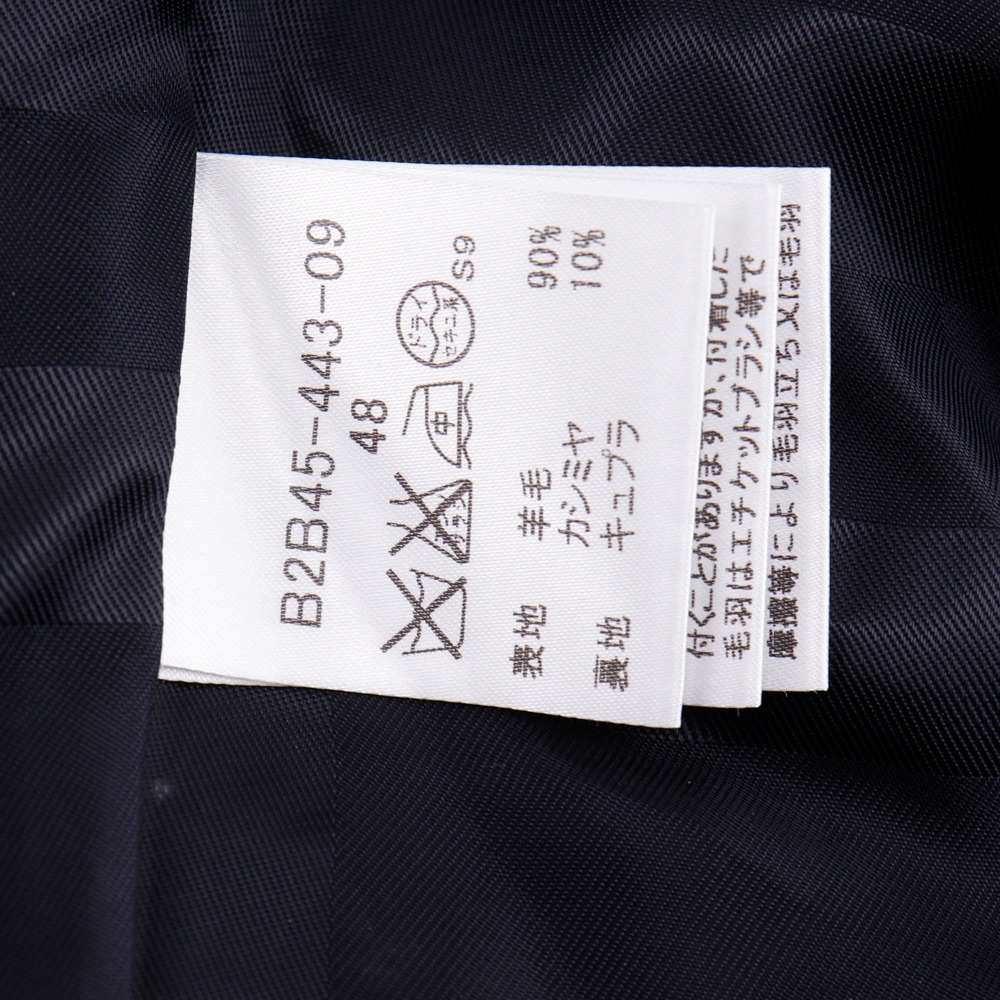 B2B45-443-09
48
中 ドライ セキユ系 S9
表地 羊毛 90%
カシミヤ 10%
裏地 キュプラ
付くことがありますが、付着した
毛羽はエチケットブラシ等で
摩擦等により毛羽立ち又は毛羽